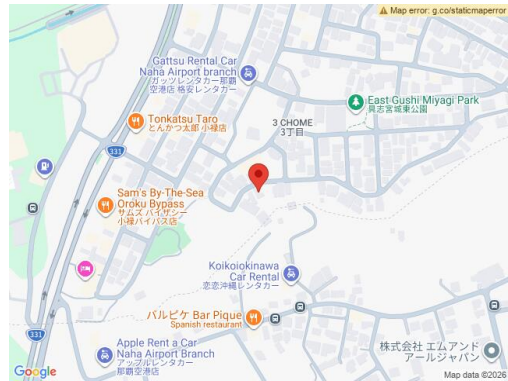 Map error: g.co/staticmaperror
Gattsu Rental Car
Naha Airport branch
ガッツレンタカー那覇
空港店 格安レンタカー
East Gushi Miyagi Park
具志宮城東公園
3 CHOME
3丁目
Tonkatsu Taro
とんかつ太郎 小禄店
331
Sam's By-The-Sea
Oroku Bypass
サムズ バイザシー
小禄バイパス店
Koikoiokinawa
Car Rental
恋恋沖縄レンタカー
バルピケ Bar Pique
Spanish restaurant
331
Apple Rent a Car
Naha Airport Branch
アップルレンタカー
那覇空港店
株式会社 エムアンド
アールジャパン
Google
Map data ©2026